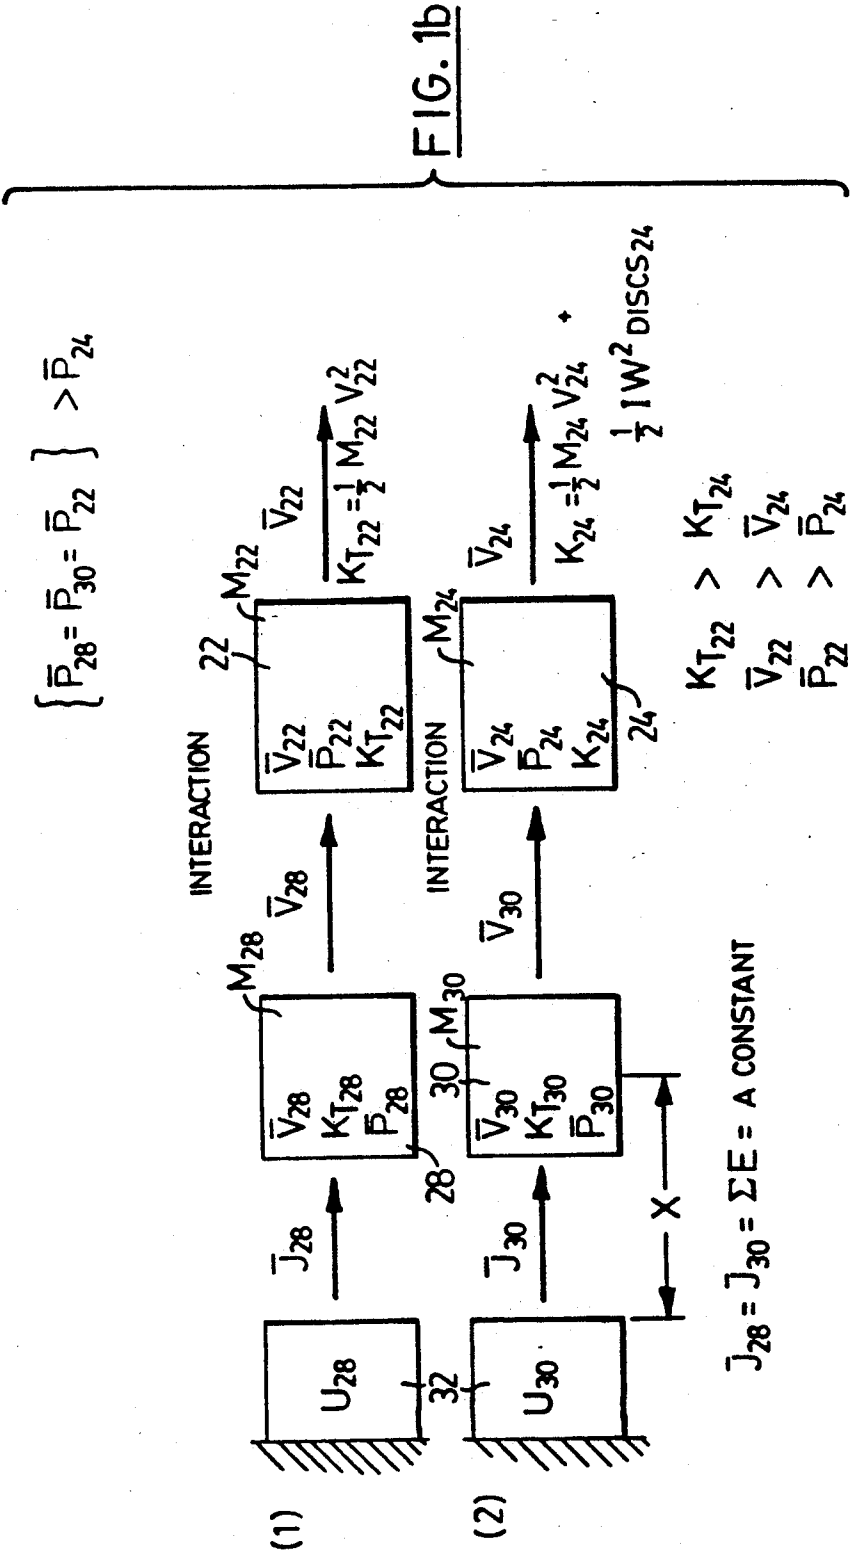 {P̅28 = P̅30 = P̅22} > P̅24
INTERACTION
(1)
U28
J̅28
M28
V̅28
KT28
P̅28
28
V̅28
22
M22
V̅22
P̅22
KT22
V̅22
KT22 = 1/2 M22 V²22
32
INTERACTION
(2)
U30
J̅30
30
M30
V̅30
KT30
P̅30
V̅30
M24
V̅24
P̅24
K24
24
V̅24
K24 = 1/2 M24 V²24 +
1/2 I W² DISCS24
X
KT22 > KT24
V̅22 > V̅24
P̅22 > P̅24
J̅28 = J̅30 = ΣE = A CONSTANT
FIG. 1b